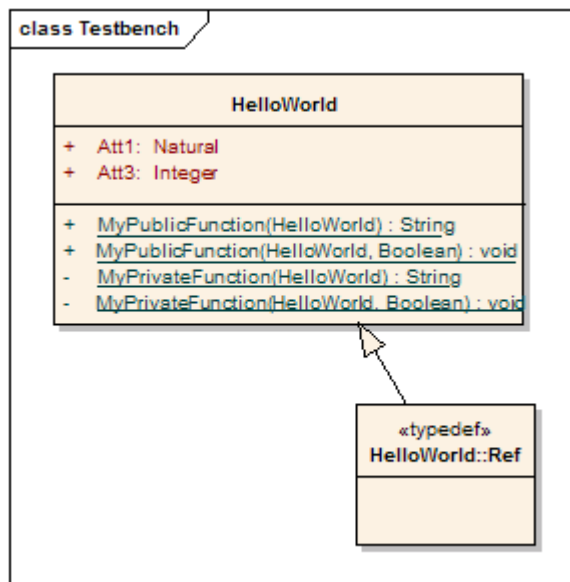 class Testbench
HelloWorld
+ Att1: Natural
+ Att3: Integer
+ MyPublicFunction(HelloWorld) : String
+ MyPublicFunction(HelloWorld, Boolean) : void
- MyPrivateFunction(HelloWorld) : String
- MyPrivateFunction(HelloWorld, Boolean) : void
«typedef»
HelloWorld::Ref